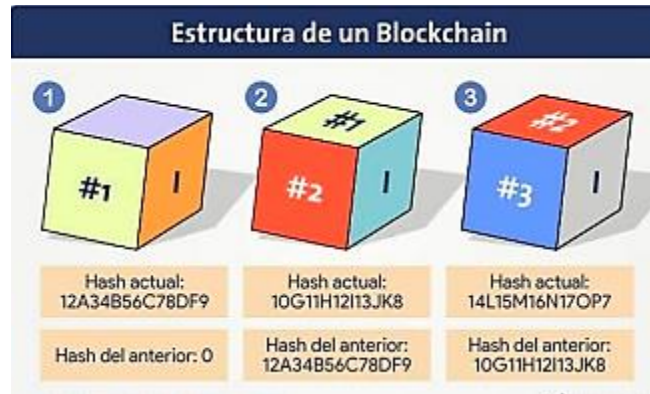 Estructura de un Blockchain
1
2
3
#1
I
#1
#2
I
#2
#3
I
Hash actual:
12A34B56C78DF9
Hash actual:
10G11H12I13JK8
Hash actual:
14L15M16N17OP7
Hash del anterior: 0
Hash del anterior:
12A34B56C78DF9
Hash del anterior:
10G11H12I13JK8